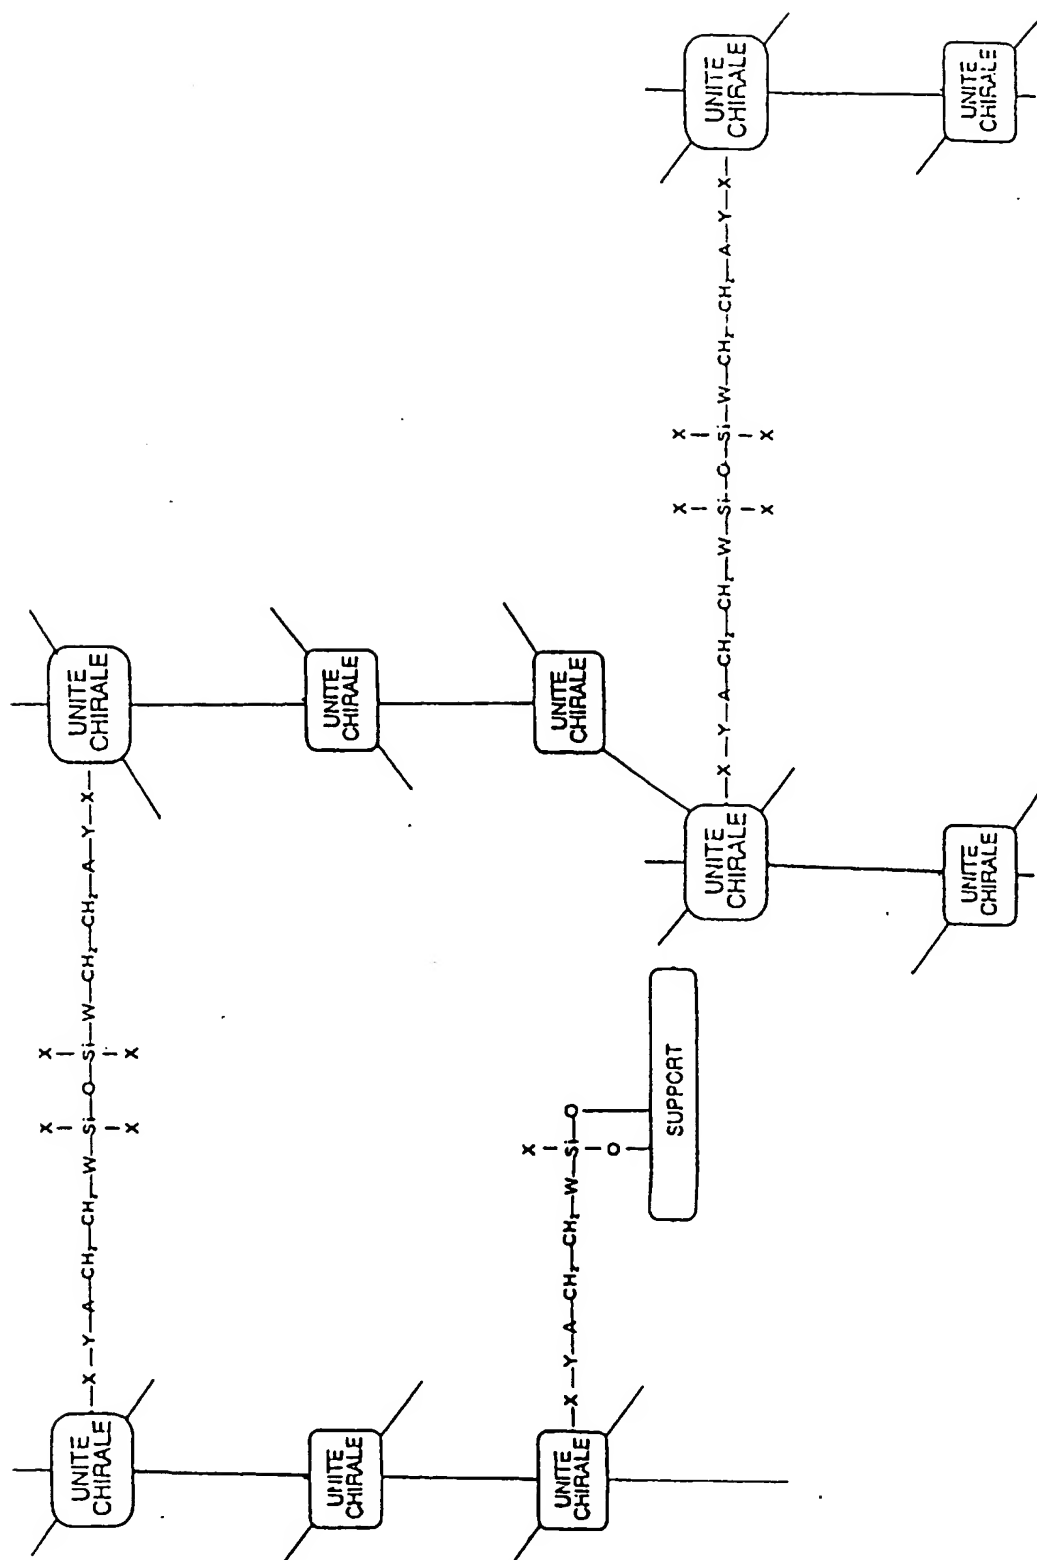 X X
UNITE CHIRALE —X—Y—A—CH₂—CH₂—W—Si—O—Si—W—CH₂—CH₂—A—Y—X— UNITE CHIRALE
X X
UNITE CHIRALE
UNITE CHIRALE
X
UNITE CHIRALE —X—Y—A—CH₂—CH₂—W—Si—O
O
UNITE CHIRALE
SUPPORT
X X
UNITE CHIRALE —X—Y—A—CH₂—CH₂—W—Si—O—Si—W—CH₂—CH₂—A—Y—X— UNITE CHIRALE
X X
UNITE CHIRALE
UNITE CHIRALE